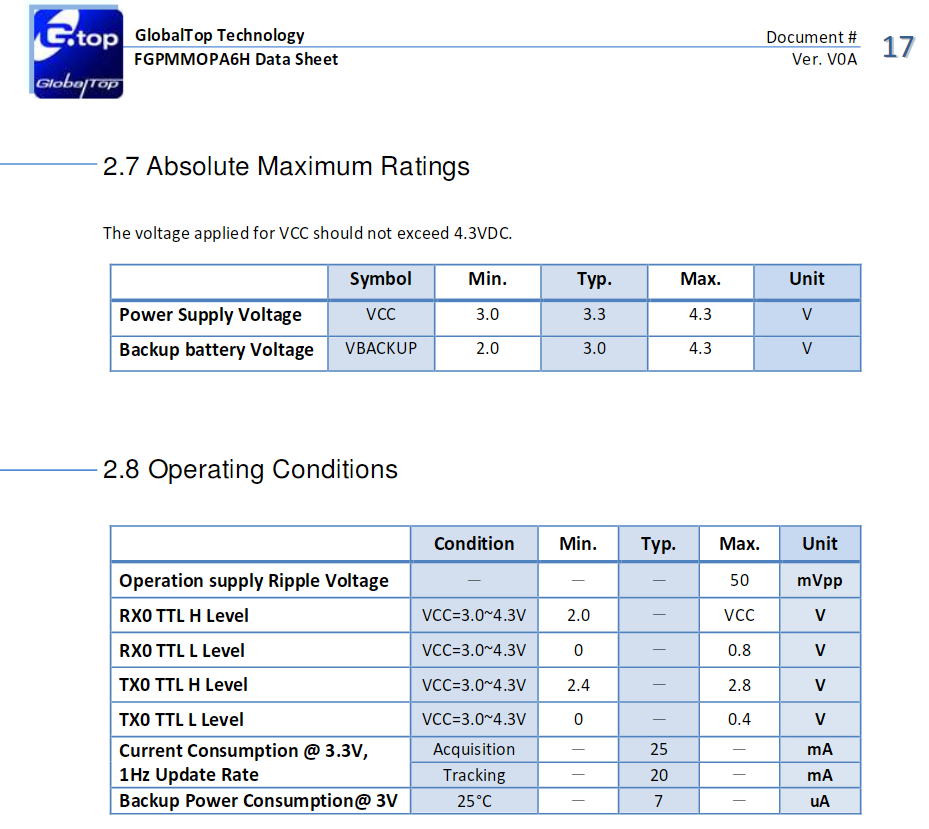 G.top
GlobalTop
GlobalTop Technology
FGPMMOPA6H Data Sheet
Document #
Ver. V0A
17
2.7 Absolute Maximum Ratings
The voltage applied for VCC should not exceed 4.3VDC.
Symbol Min. Typ. Max. Unit
Power Supply Voltage VCC 3.0 3.3 4.3 V
Backup battery Voltage VBACKUP 2.0 3.0 4.3 V
2.8 Operating Conditions
Condition Min. Typ. Max. Unit
Operation supply Ripple Voltage — — — 50 mVpp
RX0 TTL H Level VCC=3.0~4.3V 2.0 — VCC V
RX0 TTL L Level VCC=3.0~4.3V 0 — 0.8 V
TX0 TTL H Level VCC=3.0~4.3V 2.4 — 2.8 V
TX0 TTL L Level VCC=3.0~4.3V 0 — 0.4 V
Current Consumption @ 3.3V, Acquisition — 25 — mA
1Hz Update Rate Tracking — 20 — mA
Backup Power Consumption@ 3V 25°C — 7 — uA